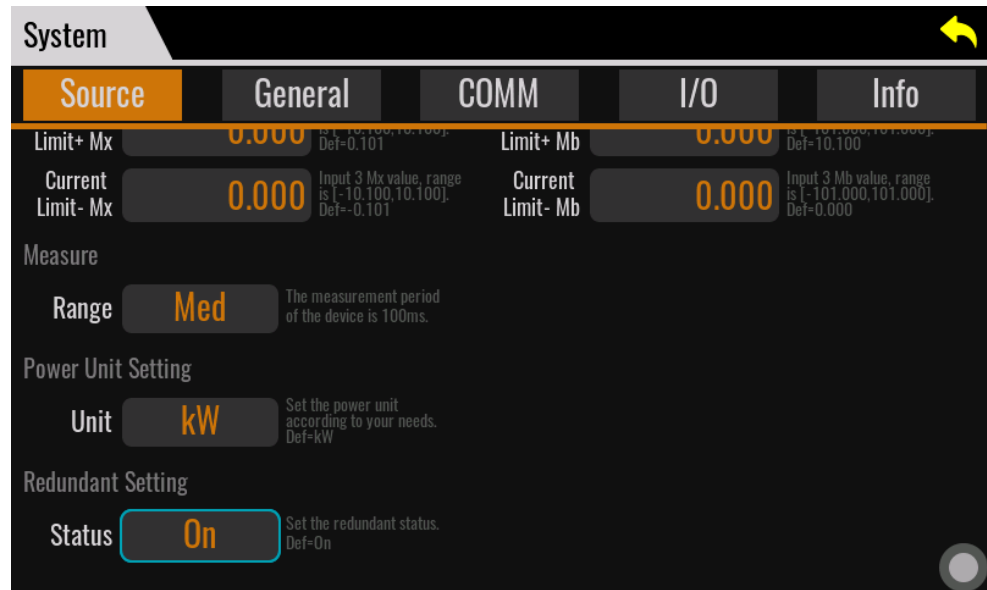 System
Source General COMM I/O Info
Limit+ Mx 0.000 Def=0.101 Limit+ Mb 0.000 Def=10.100
Current Limit- Mx 0.000 Input 3 Mx value, range
is [-10.100,10.100].
Def=-0.101
Current Limit- Mb 0.000 Input 3 Mb value, range
is [-101.000,101.000].
Def=0.000
Measure
Range Med The measurement period
of the device is 100ms.
Power Unit Setting
Unit kW Set the power unit
according to your needs.
Def=kW
Redundant Setting
Status On Set the redundant status.
Def=On